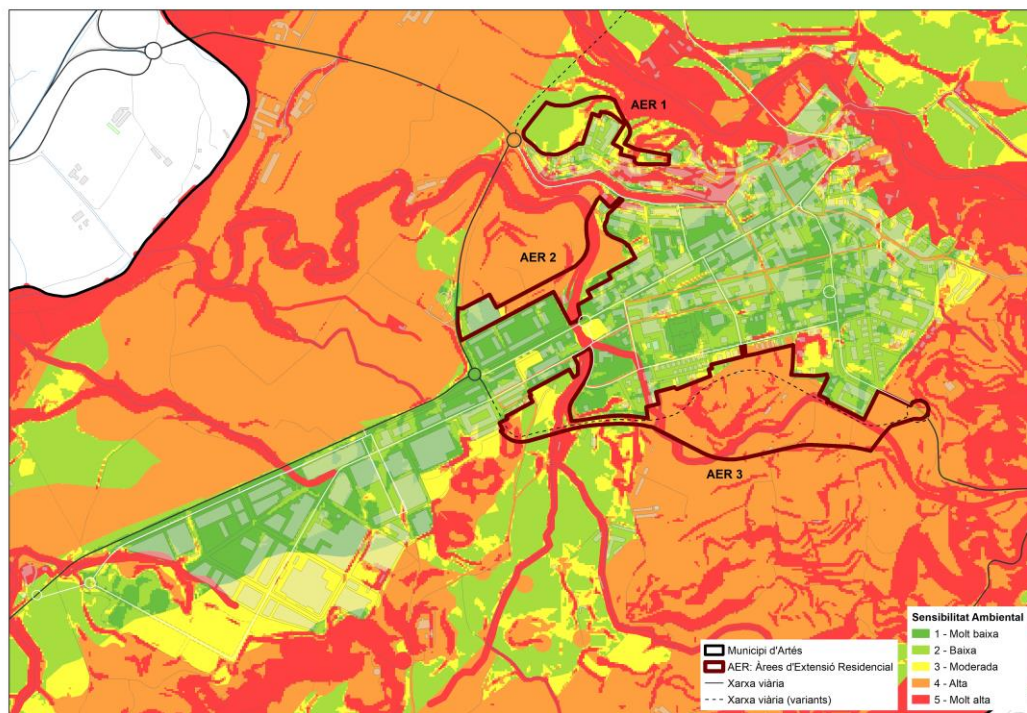 AER 1
AER 2
AER 3
Municipi d'Artés
AER: Àrees d'Extensió Residencial
Xarxa viària
Xarxa viària (variants)
Sensibilitat Ambiental
1 - Molt baixa
2 - Baixa
3 - Moderada
4 - Alta
5 - Molt alta